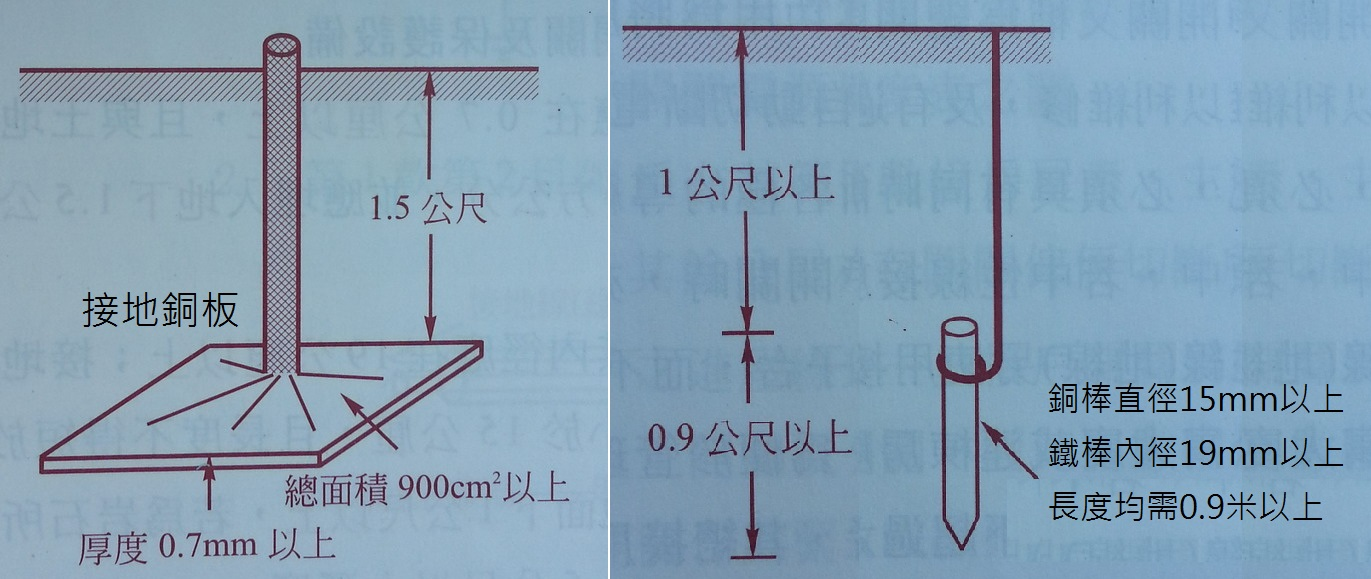 1.5 公尺
接地銅板
總面積 900cm²以上
厚度 0.7mm 以上
1 公尺以上
0.9 公尺以上
銅棒直徑15mm以上
鐵棒內徑19mm以上
長度均需0.9米以上